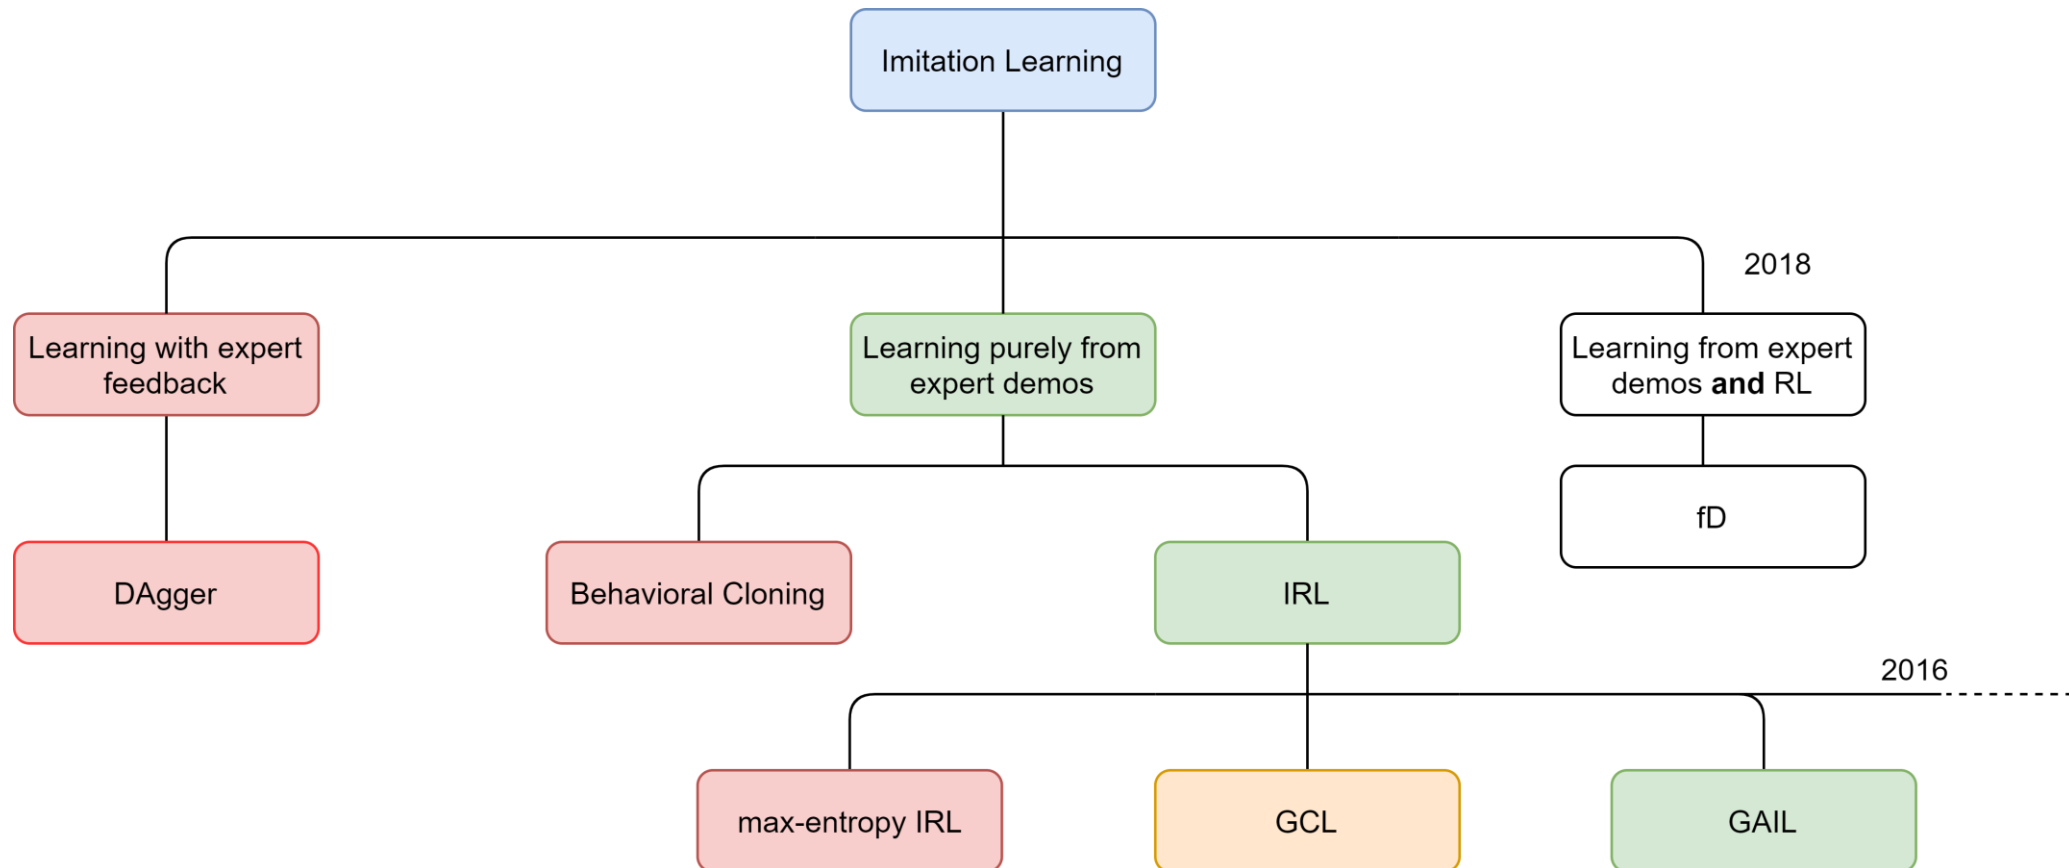 Imitation Learning
2018
Learning with expert
feedback
Learning purely from
expert demos
Learning from expert
demos and RL
fD
DAgger
Behavioral Cloning
IRL
2016
max-entropy IRL
GCL
GAIL